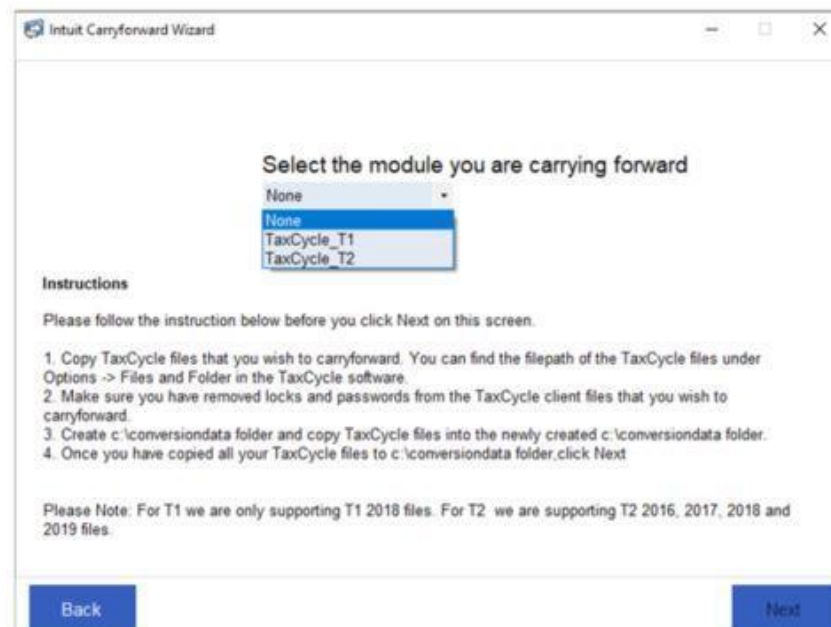 Intuit Carryforward Wizard
Select the module you are carrying forward
None
None
TaxCycle_T1
TaxCycle_T2
Instructions
Please follow the instruction below before you click Next on this screen.
1. Copy TaxCycle files that you wish to carryforward. You can find the filepath of the TaxCycle files under
Options -> Files and Folder in the TaxCycle software.
2. Make sure you have removed locks and passwords from the TaxCycle client files that you wish to
carryforward.
3. Create c:\conversiondata folder and copy TaxCycle files into the newly created c:\conversiondata folder.
4. Once you have copied all your TaxCycle files to c:\conversiondata folder,click Next
Please Note: For T1 we are only supporting T1 2018 files. For T2 we are supporting T2 2016, 2017, 2018 and
2019 files.
Back
Next